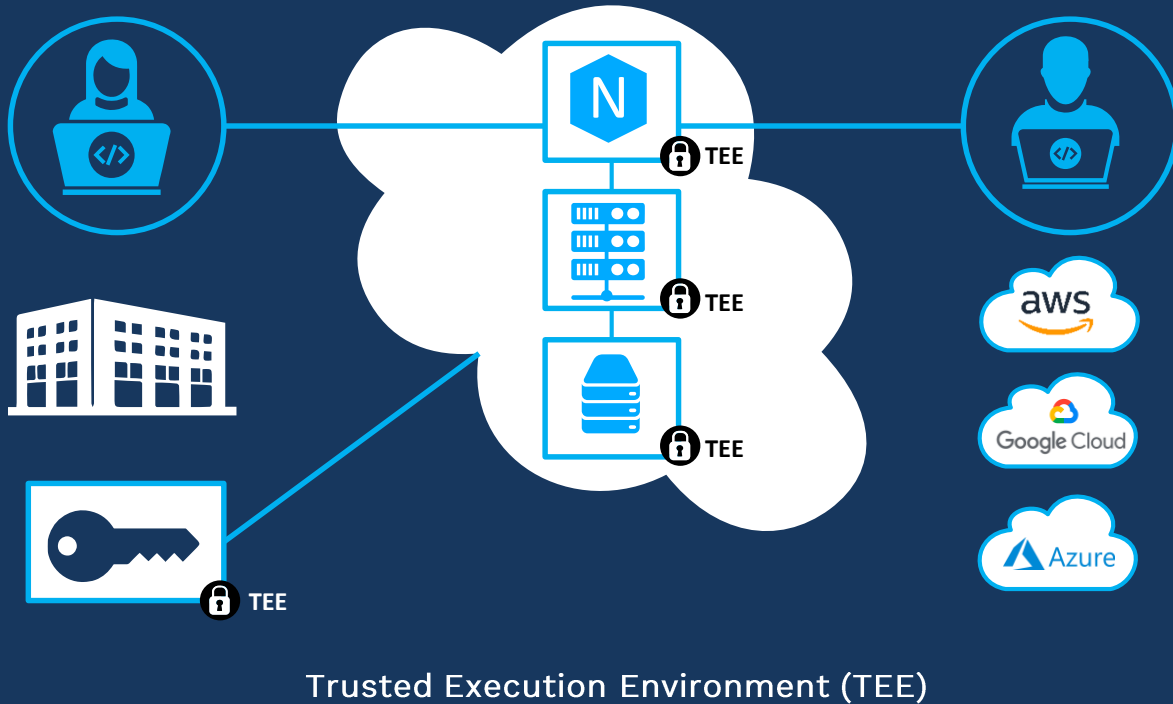 </>
N
TEE
</>
TEE
aws
TEE
Google Cloud
Azure
TEE
Trusted Execution Environment (TEE)